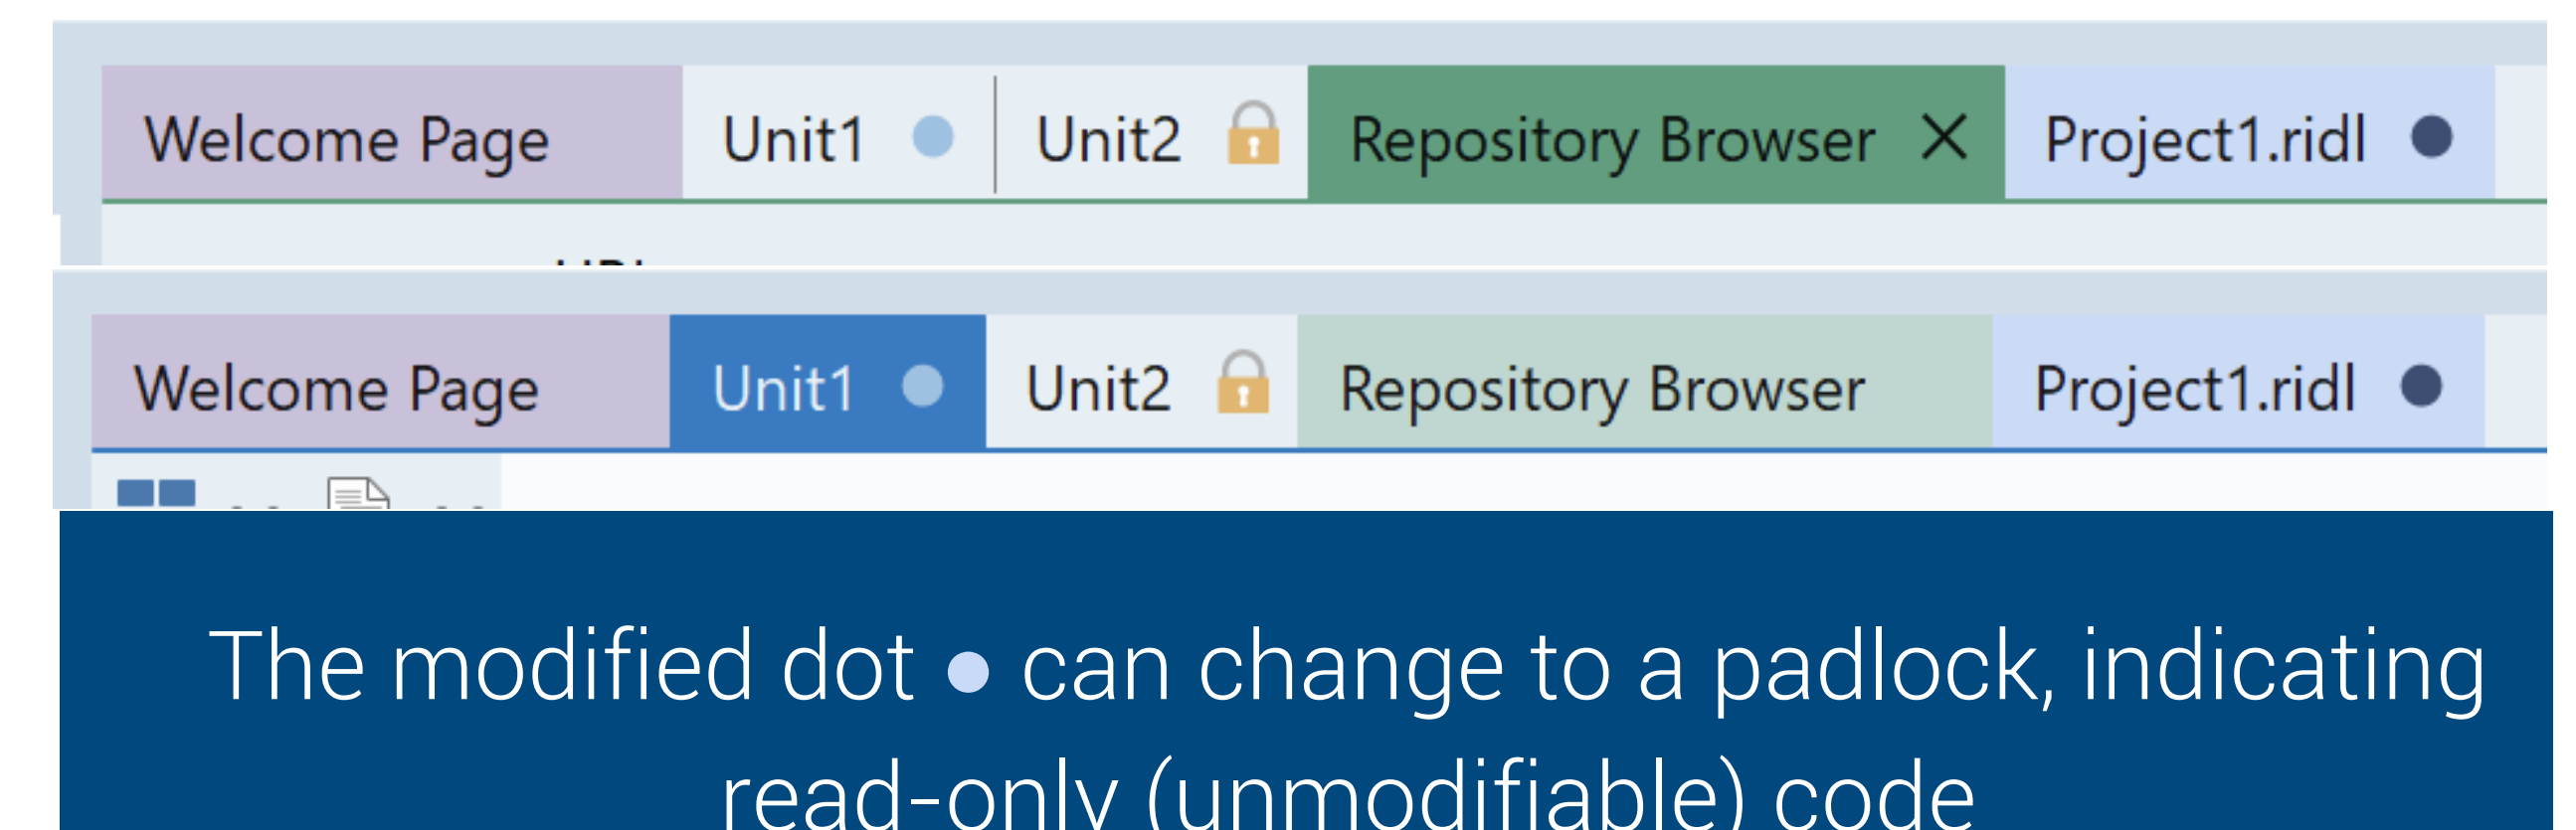 Welcome Page Unit1 Unit2 Repository Browser Project1.ridl
Welcome Page Unit1 Unit2 Repository Browser Project1.ridl
The modified dot ● can change to a padlock, indicating
read-only (unmodifiable) code